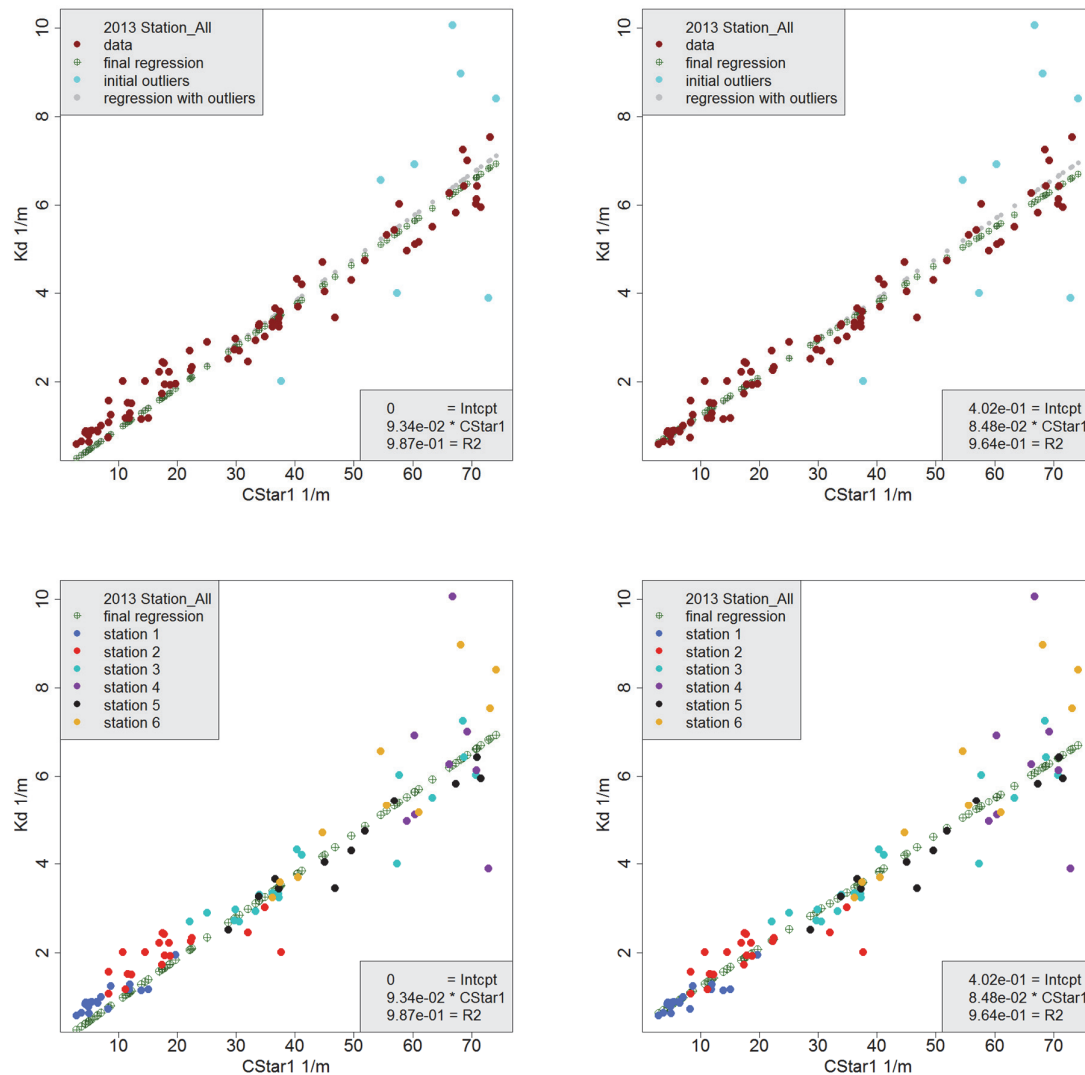 2013 Station_All
data
final regression
initial outliers
regression with outliers
10
8
6
4
2
Kd 1/m
0 = Intcpt
9.34e-02 * CStar1
9.87e-01 = R2
10 20 30 40 50 60 70
CStar1 1/m
2013 Station_All
data
final regression
initial outliers
regression with outliers
10
8
6
4
2
Kd 1/m
4.02e-01 = Intcpt
8.48e-02 * CStar1
9.64e-01 = R2
10 20 30 40 50 60 70
CStar1 1/m
2013 Station_All
final regression
station 1
station 2
station 3
station 4
station 5
station 6
10
8
6
4
2
Kd 1/m
0 = Intcpt
9.34e-02 * CStar1
9.87e-01 = R2
10 20 30 40 50 60 70
CStar1 1/m
2013 Station_All
final regression
station 1
station 2
station 3
station 4
station 5
station 6
10
8
6
4
2
Kd 1/m
4.02e-01 = Intcpt
8.48e-02 * CStar1
9.64e-01 = R2
10 20 30 40 50 60 70
CStar1 1/m